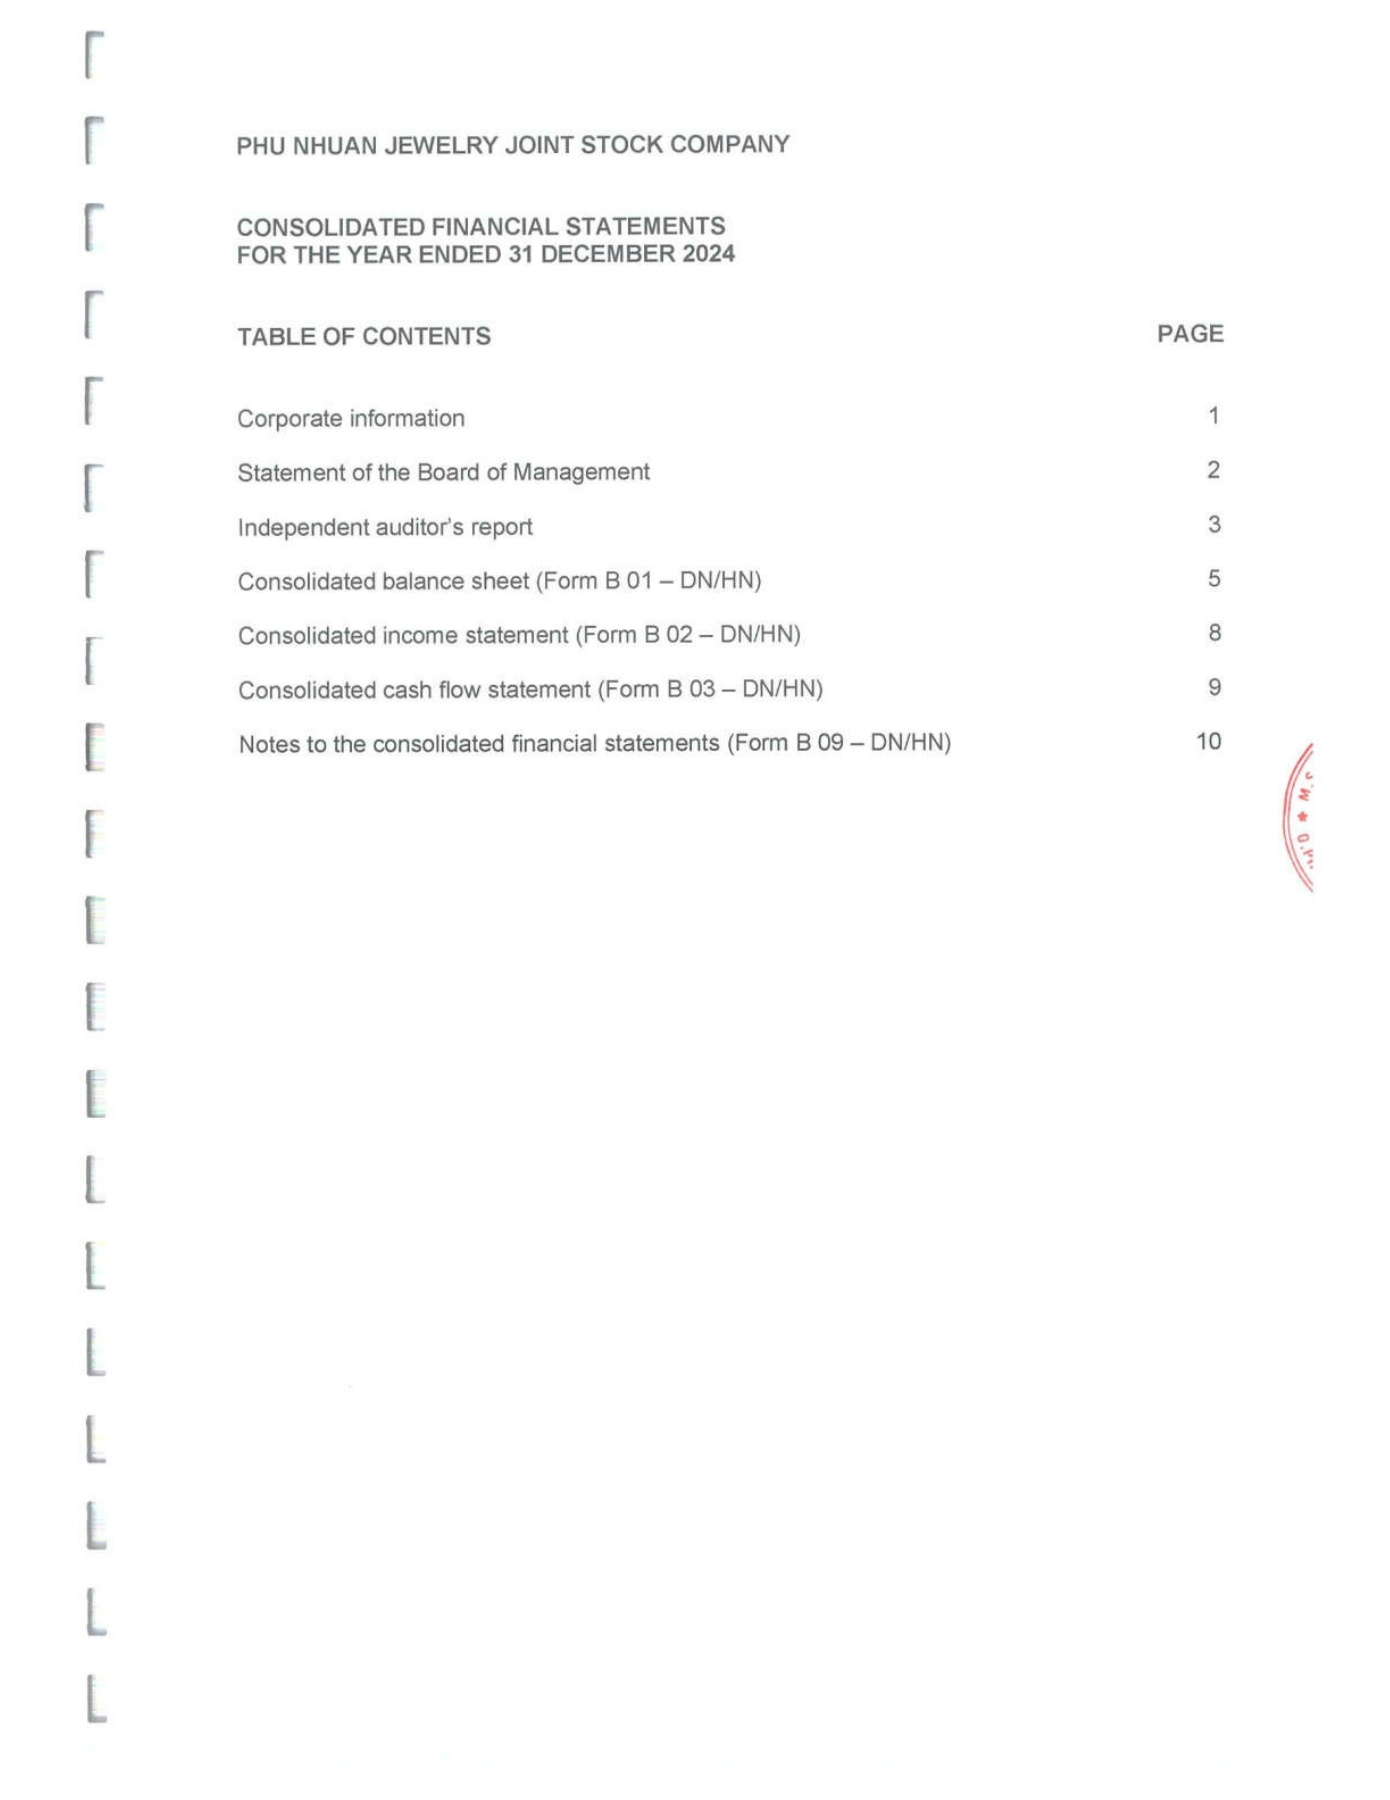 PHU NHUAN JEWELRY JOINT STOCK COMPANY
CONSOLIDATED FINANCIAL STATEMENTS
FOR THE YEAR ENDED 31 DECEMBER 2024
TABLE OF CONTENTS PAGE
Corporate information 1
Statement of the Board of Management 2
Independent auditor's report 3
Consolidated balance sheet (Form B 01 – DN/HN) 5
Consolidated income statement (Form B 02 – DN/HN) 8
Consolidated cash flow statement (Form B 03 – DN/HN) 9
Notes to the consolidated financial statements (Form B 09 – DN/HN) 10